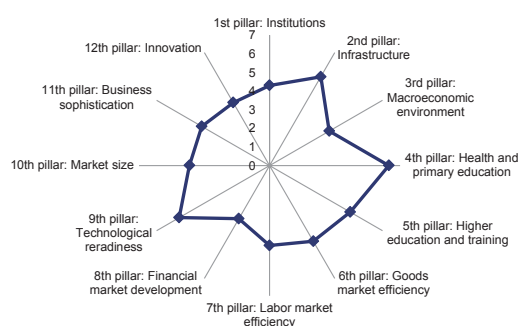 1st pillar: Institutions
2nd pillar:
Infrastructure
3rd pillar:
Macroeconomic
environment
4th pillar: Health and
primary education
5th pillar: Higher
education and training
6th pillar: Goods
market efficiency
7th pillar: Labor market
efficiency
8th pillar: Financial
market development
9th pillar:
Technological
reradiness
10th pillar: Market size
11th pillar: Business
sophistication
12th pillar: Innovation
7
6
5
4
3
2
1
0